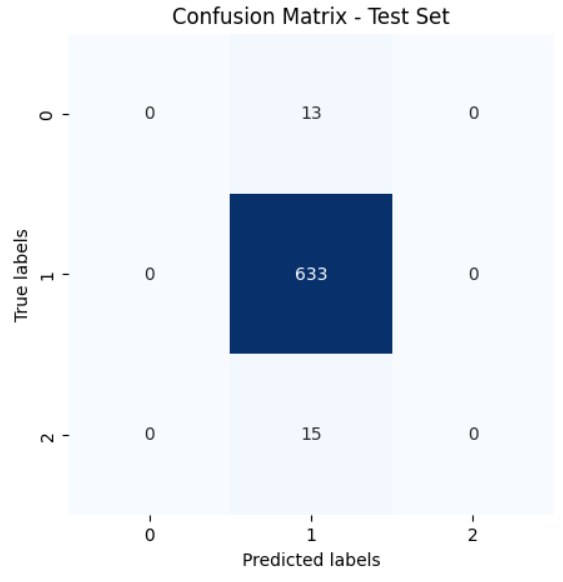 Confusion Matrix - Test Set
True labels
0 0 13 0
1 0 633 0
2 0 15 0
0 1 2
Predicted labels